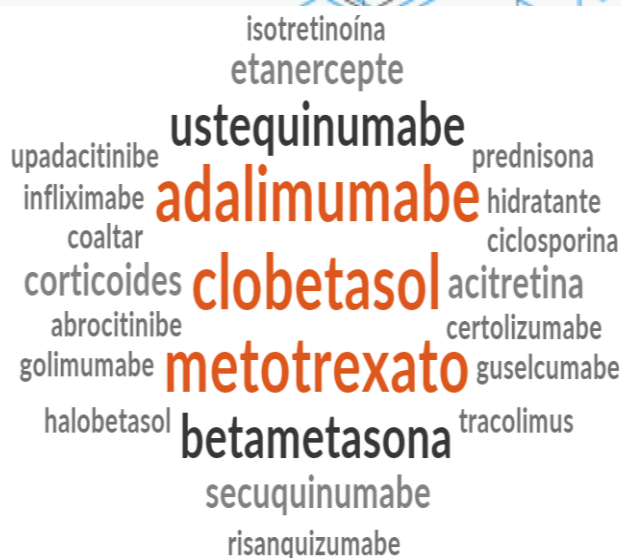 isotretinoína
etanercepte
ustequinumabe
upadacitinibe
prednisona
infliximabe
adalimumabe
hidratante
coaltar
ciclosporina
corticoides
clobetasol
acitretina
abrocitinibe
certolizumabe
golimumabe
metotrexato
guselcumabe
halobetasol
betametasona
tracolimus
secuquinumabe
risanquizumabe